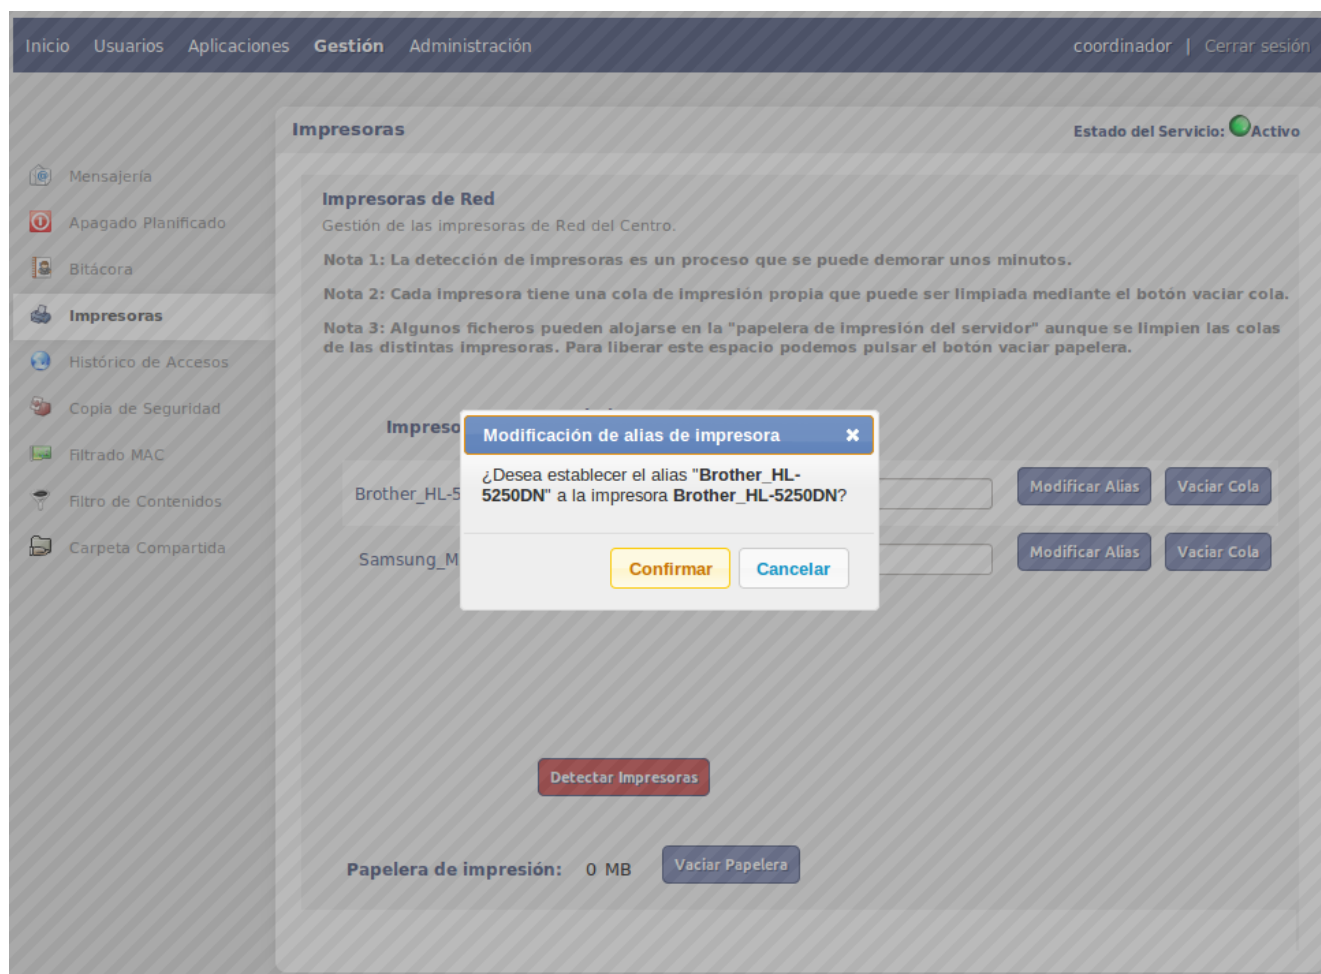 Inicio Usuarios Aplicaciones Gestión Administración coordinador | Cerrar sesión
Impresoras Estado del Servicio: Activo
Mensajería
Apagado Planificado
Bitácora
Impresoras
Histórico de Accesos
Copia de Seguridad
Filtrado MAC
Filtro de Contenidos
Carpeta Compartida
Impresoras de Red
Gestión de las impresoras de Red del Centro.
Nota 1: La detección de impresoras es un proceso que se puede demorar unos minutos.
Nota 2: Cada impresora tiene una cola de impresión propia que puede ser limpiada mediante el botón vaciar cola.
Nota 3: Algunos ficheros pueden alojarse en la "papelera de impresión del servidor" aunque se limpien las colas
de las distintas impresoras. Para liberar este espacio podemos pulsar el botón vaciar papelera.
Impreso
Modificación de alias de impresora
¿Desea establecer el alias "Brother_HL-
5250DN" a la impresora Brother_HL-5250DN?
Confirmar Cancelar
Brother_HL-5 Modificar Alias Vaciar Cola
Samsung_M Modificar Alias Vaciar Cola
Detectar Impresoras
Papelera de impresión: 0 MB Vaciar Papelera